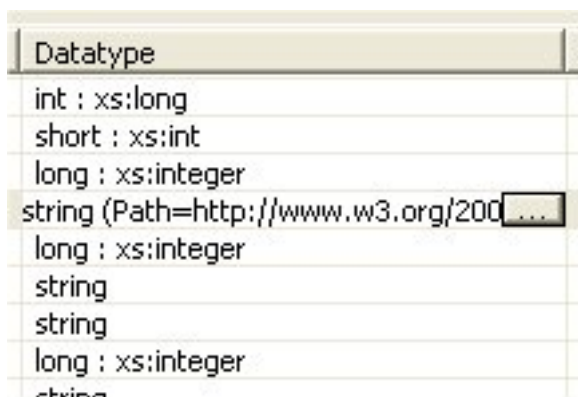 Datatype
int : xs:long
short : xs:int
long : xs:integer
string (Path=http://www.w3.org/200 ...
long : xs:integer
string
string
long : xs:integer
string